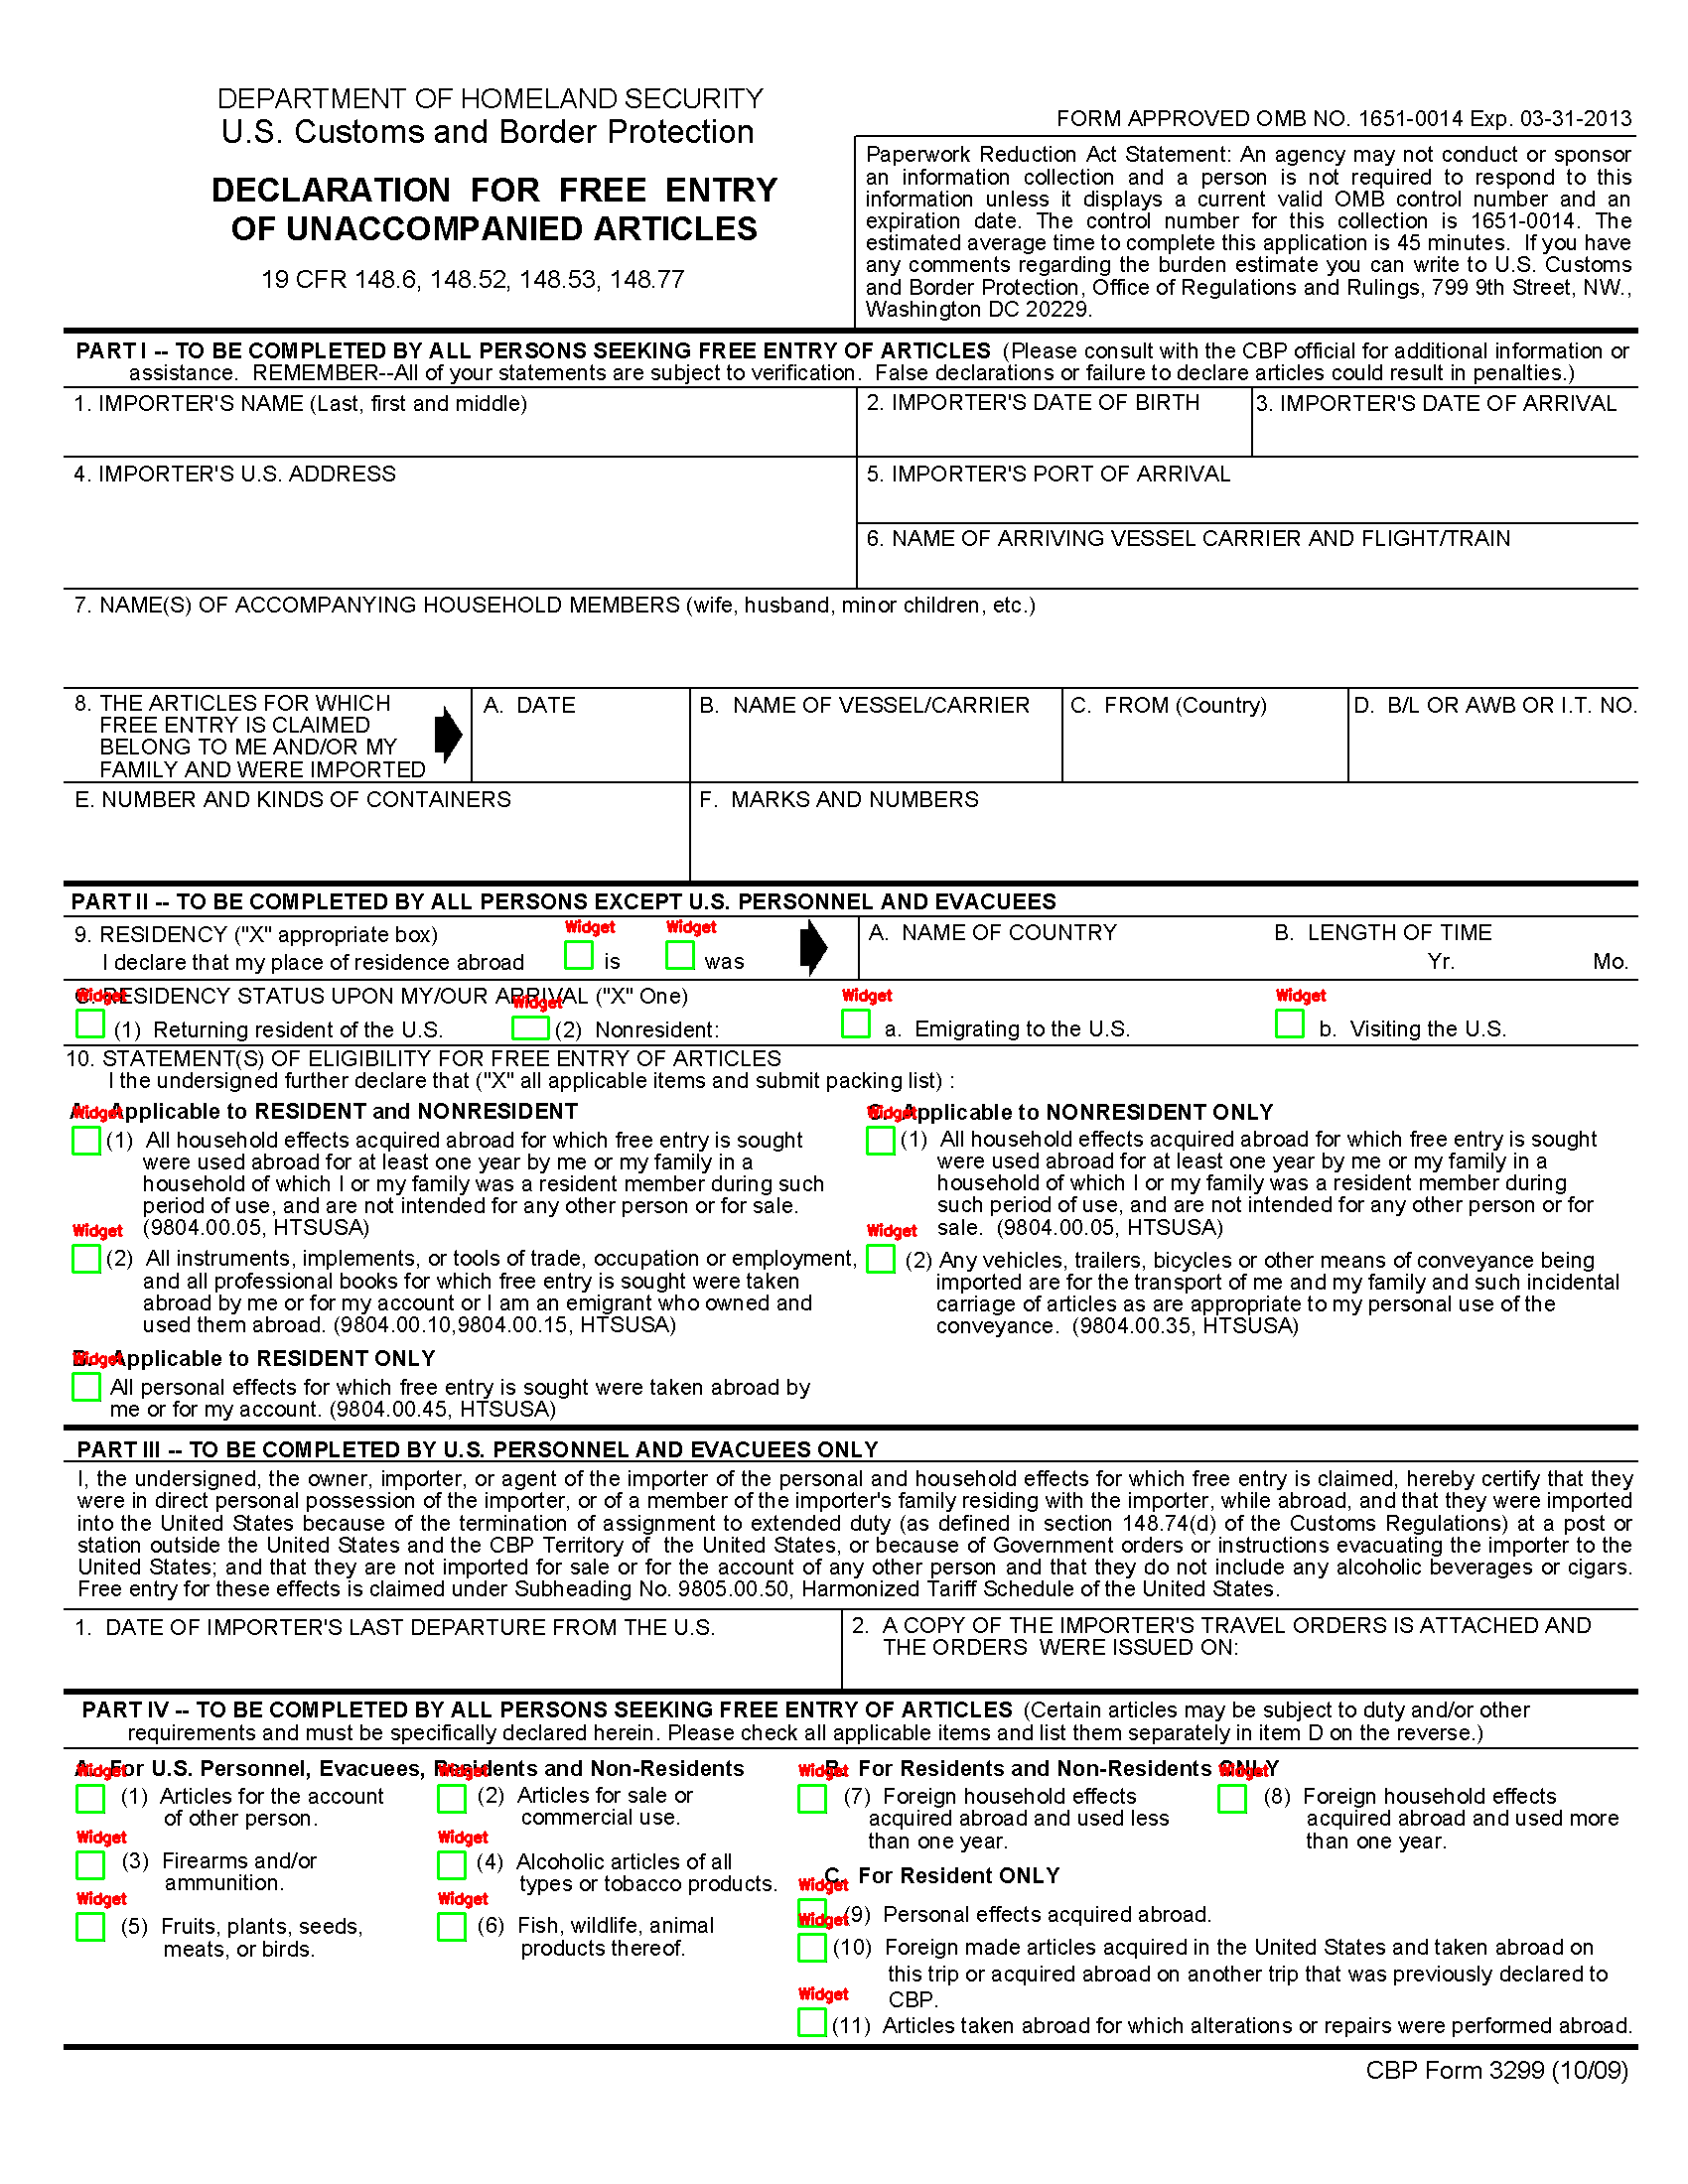 DEPARTMENT OF HOMELAND SECURITY
U.S. Customs and Border Protection
DECLARATION FOR FREE ENTRY
OF UNACCOMPANIED ARTICLES
19 CFR 148.6, 148.52, 148.53, 148.77
FORM APPROVED OMB NO. 1651-0014 Exp. 03-31-2013
Paperwork Reduction Act Statement: An agency may not conduct or sponsor
an information collection and a person is not required to respond to this
information unless it displays a current valid OMB control number and an
expiration date. The control number for this collection is 1651-0014. The
estimated average time to complete this application is 45 minutes. If you have
any comments regarding the burden estimate you can write to U.S. Customs
and Border Protection, Office of Regulations and Rulings, 799 9th Street, NW.,
Washington DC 20229.
PART I -- TO BE COMPLETED BY ALL PERSONS SEEKING FREE ENTRY OF ARTICLES (Please consult with the CBP official for additional information or
assistance. REMEMBER--All of your statements are subject to verification. False declarations or failure to declare articles could result in penalties.)
1. IMPORTER'S NAME (Last, first and middle)
2. IMPORTER'S DATE OF BIRTH
3. IMPORTER'S DATE OF ARRIVAL
4. IMPORTER'S U.S. ADDRESS
5. IMPORTER'S PORT OF ARRIVAL
6. NAME OF ARRIVING VESSEL CARRIER AND FLIGHT/TRAIN
7. NAME(S) OF ACCOMPANYING HOUSEHOLD MEMBERS (wife, husband, minor children, etc.)
8. THE ARTICLES FOR WHICH
FREE ENTRY IS CLAIMED
BELONG TO ME AND/OR MY
FAMILY AND WERE IMPORTED
A. DATE
B. NAME OF VESSEL/CARRIER
C. FROM (Country)
D. B/L OR AWB OR I.T. NO.
E. NUMBER AND KINDS OF CONTAINERS
F. MARKS AND NUMBERS
PART II -- TO BE COMPLETED BY ALL PERSONS EXCEPT U.S. PERSONNEL AND EVACUEES
9. RESIDENCY ("X" appropriate box)
I declare that my place of residence abroad
Widget
is
Widget
was
A. NAME OF COUNTRY
B. LENGTH OF TIME
Yr. Mo.
C. RESIDENCY STATUS UPON MY/OUR ARRIVAL ("X" One)
Widget
(1) Returning resident of the U.S.
Widget
(2) Nonresident:
Widget
a. Emigrating to the U.S.
Widget
b. Visiting the U.S.
10. STATEMENT(S) OF ELIGIBILITY FOR FREE ENTRY OF ARTICLES
I the undersigned further declare that ("X" all applicable items and submit packing list) :
A. Applicable to RESIDENT and NONRESIDENT
Widget
(1) All household effects acquired abroad for which free entry is sought
were used abroad for at least one year by me or my family in a
household of which I or my family was a resident member during such
period of use, and are not intended for any other person or for sale.
(9804.00.05, HTSUSA)
Widget
(2) All instruments, implements, or tools of trade, occupation or employment,
and all professional books for which free entry is sought were taken
abroad by me or for my account or I am an emigrant who owned and
used them abroad. (9804.00.10,9804.00.15, HTSUSA)
B. Applicable to RESIDENT ONLY
Widget
All personal effects for which free entry is sought were taken abroad by
me or for my account. (9804.00.45, HTSUSA)
C. Applicable to NONRESIDENT ONLY
Widget
(1) All household effects acquired abroad for which free entry is sought
were used abroad for at least one year by me or my family in a
household of which I or my family was a resident member during
such period of use, and are not intended for any other person or for
sale. (9804.00.05, HTSUSA)
Widget
(2) Any vehicles, trailers, bicycles or other means of conveyance being
imported are for the transport of me and my family and such incidental
carriage of articles as are appropriate to my personal use of the
conveyance. (9804.00.35, HTSUSA)
PART III -- TO BE COMPLETED BY U.S. PERSONNEL AND EVACUEES ONLY
I, the undersigned, the owner, importer, or agent of the importer of the personal and household effects for which free entry is claimed, hereby certify that they
were in direct personal possession of the importer, or of a member of the importer's family residing with the importer, while abroad, and that they were imported
into the United States because of the termination of assignment to extended duty (as defined in section 148.74(d) of the Customs Regulations) at a post or
station outside the United States and the CBP Territory of the United States, or because of Government orders or instructions evacuating the importer to the
United States; and that they are not imported for sale or for the account of any other person and that they do not include any alcoholic beverages or cigars.
Free entry for these effects is claimed under Subheading No. 9805.00.50, Harmonized Tariff Schedule of the United States.
1. DATE OF IMPORTER'S LAST DEPARTURE FROM THE U.S.
2. A COPY OF THE IMPORTER'S TRAVEL ORDERS IS ATTACHED AND
THE ORDERS WERE ISSUED ON:
PART IV -- TO BE COMPLETED BY ALL PERSONS SEEKING FREE ENTRY OF ARTICLES (Certain articles may be subject to duty and/or other
requirements and must be specifically declared herein. Please check all applicable items and list them separately in item D on the reverse.)
A. For U.S. Personnel, Evacuees, Residents and Non-Residents
Widget
(1) Articles for the account
of other person.
Widget
(2) Articles for sale or
commercial use.
Widget
(3) Firearms and/or
ammunition.
Widget
(4) Alcoholic articles of all
types or tobacco products.
Widget
(5) Fruits, plants, seeds,
meats, or birds.
Widget
(6) Fish, wildlife, animal
products thereof.
B. For Residents and Non-Residents ONLY
Widget
(7) Foreign household effects
acquired abroad and used less
than one year.
Widget
(8) Foreign household effects
acquired abroad and used more
than one year.
C. For Resident ONLY
Widget
(9) Personal effects acquired abroad.
Widget
(10) Foreign made articles acquired in the United States and taken abroad on
this trip or acquired abroad on another trip that was previously declared to
CBP.
Widget
(11) Articles taken abroad for which alterations or repairs were performed abroad.
CBP Form 3299 (10/09)